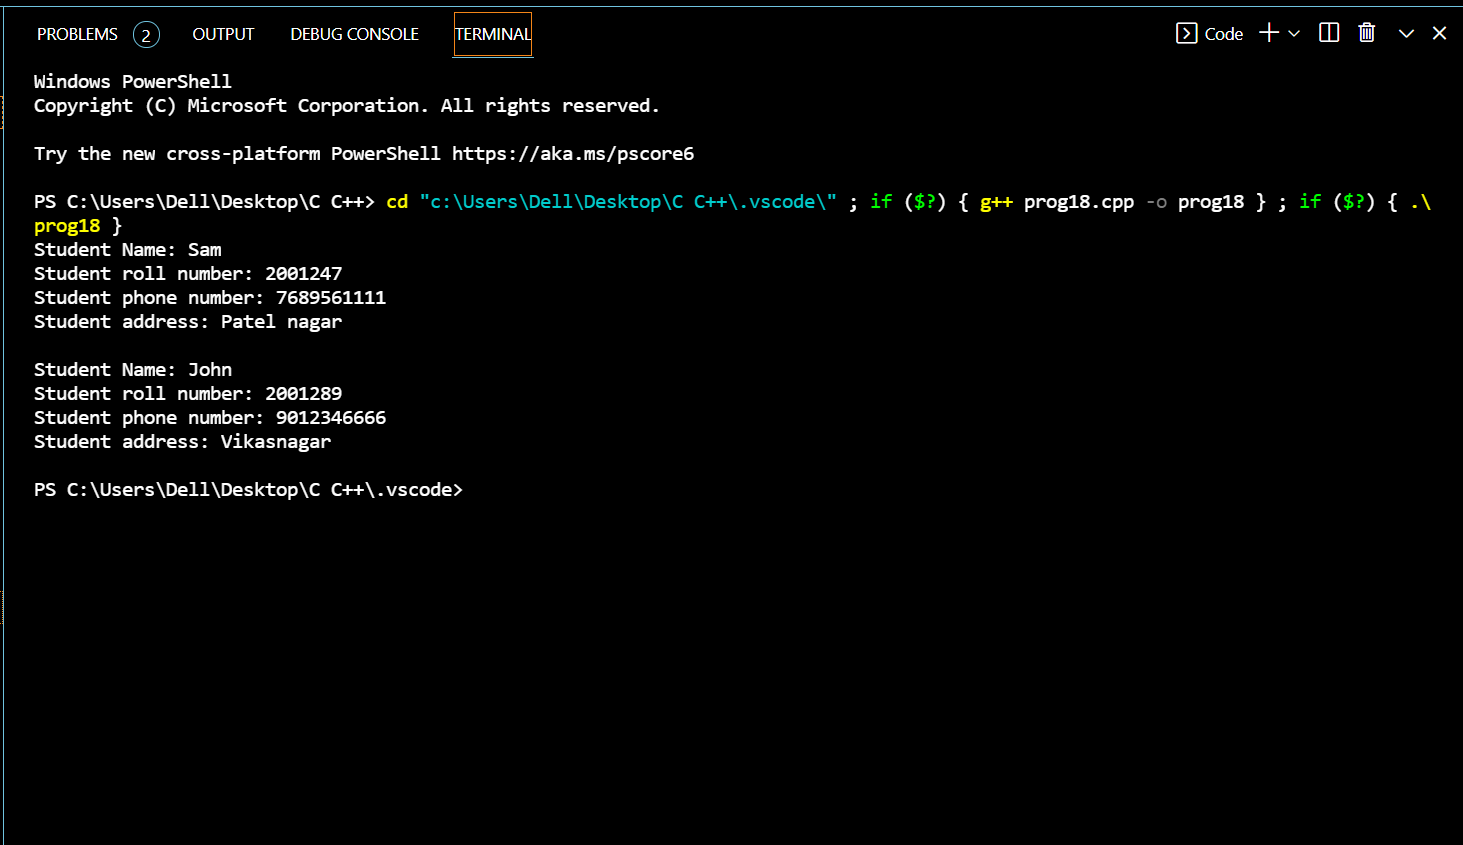 PROBLEMS 2 OUTPUT DEBUG CONSOLE TERMINAL Code
Windows PowerShell
Copyright (C) Microsoft Corporation. All rights reserved.
Try the new cross-platform PowerShell https://aka.ms/pscore6
PS C:\Users\Dell\Desktop\C C++> cd "c:\Users\Dell\Desktop\C C++\.vscode\" ; if ($?) { g++ prog18.cpp -o prog18 } ; if ($?) { .\
prog18 }
Student Name: Sam
Student roll number: 2001247
Student phone number: 7689561111
Student address: Patel nagar
Student Name: John
Student roll number: 2001289
Student phone number: 9012346666
Student address: Vikasnagar
PS C:\Users\Dell\Desktop\C C++\.vscode>